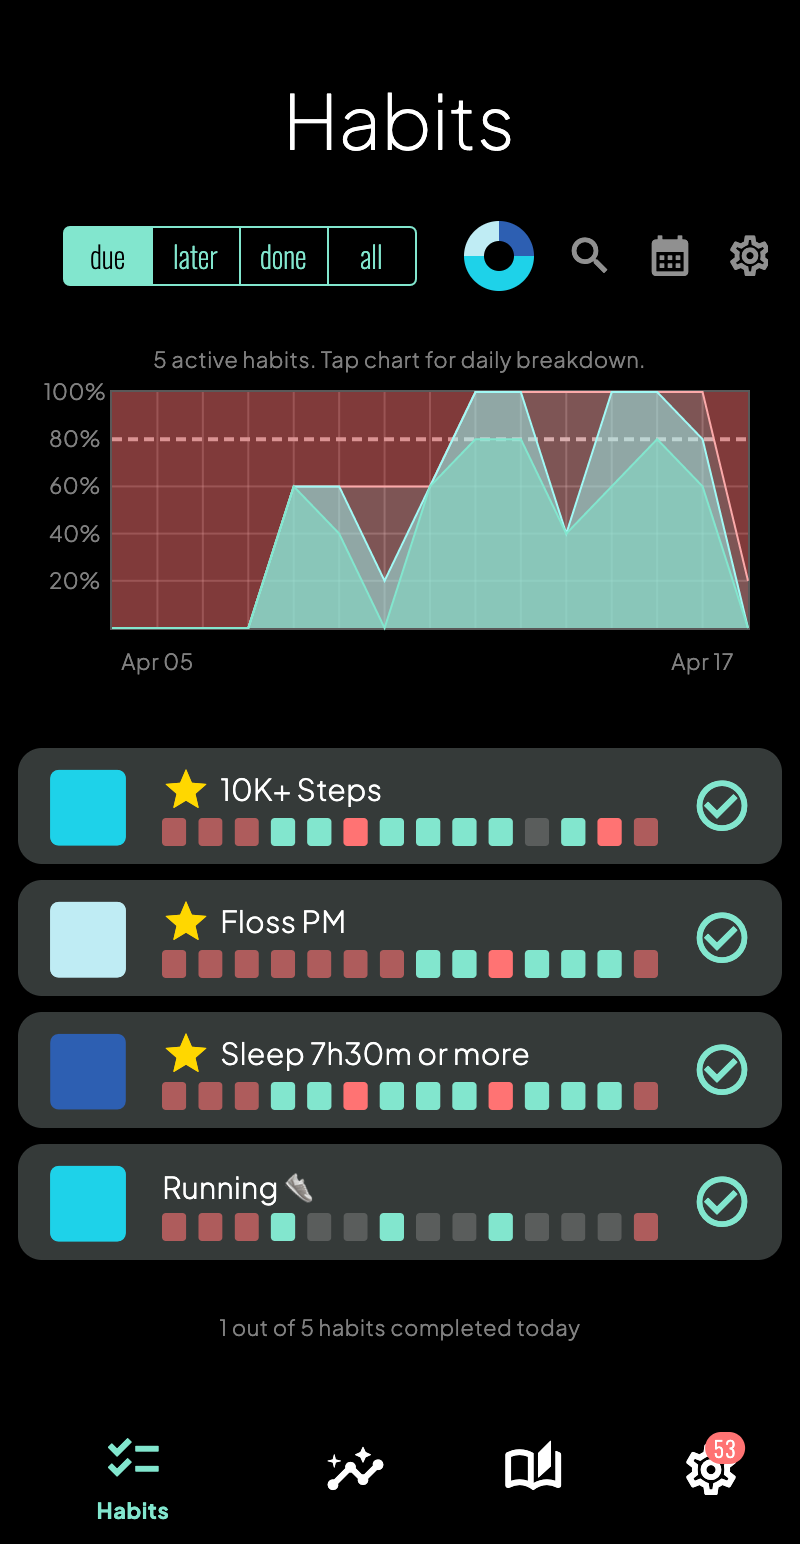 Habits
due later done all
5 active habits. Tap chart for daily breakdown.
100%
80%
60%
40%
20%
Apr 05 Apr 17
⭐ 10K+ Steps
⭐ Floss PM
⭐ Sleep 7h30m or more
Running 👟
1 out of 5 habits completed today
53
Habits